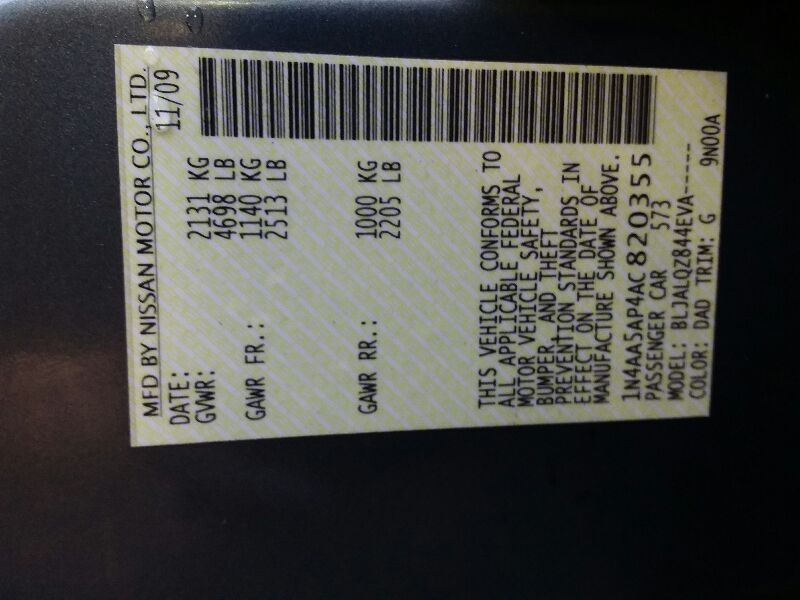 MFD BY NISSAN MOTOR CO., LTD.
DATE: 11/09
GVWR: 2131 KG
4698 LB
GAWR FR.: 1140 KG
2513 LB
GAWR RR.: 1000 KG
2205 LB
THIS VEHICLE CONFORMS TO
ALL APPLICABLE FEDERAL
MOTOR VEHICLE SAFETY,
BUMPER, AND THEFT
PREVENTION STANDARDS IN
EFFECT ON THE DATE OF
MANUFACTURE SHOWN ABOVE.
1N4AA5AP4AC820355
PASSENGER CAR 573
MODEL: BLJALQZ844EVA-----
COLOR: DAD TRIM: G 9N00A